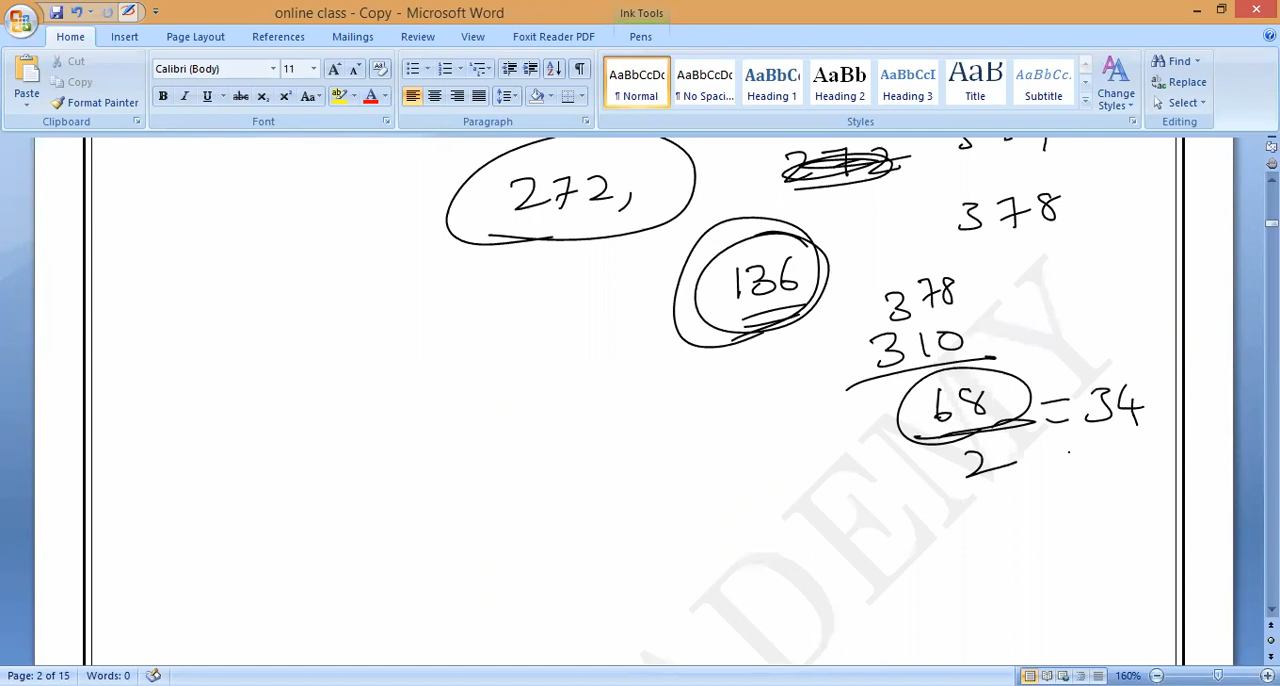 online class - Copy - Microsoft Word
Ink Tools
Home Insert Page Layout References Mailings Review View Foxit Reader PDF Pens
Paste
Cut
Copy
Format Painter
Clipboard
Calibri (Body) 11
Font
Paragraph
AaBbCcDc AaBbCcDc AaBbC AaBb AaBbCcI AaB AaBbCc.
¶ Normal ¶ No Spaci... Heading 1 Heading 2 Heading 3 Title Subtitle
Change Styles
Styles
Find
Replace
Select
Editing
272,
272
378
136
378
310
68 = 34
2
ADEMY
Page: 2 of 15 Words: 0 160%